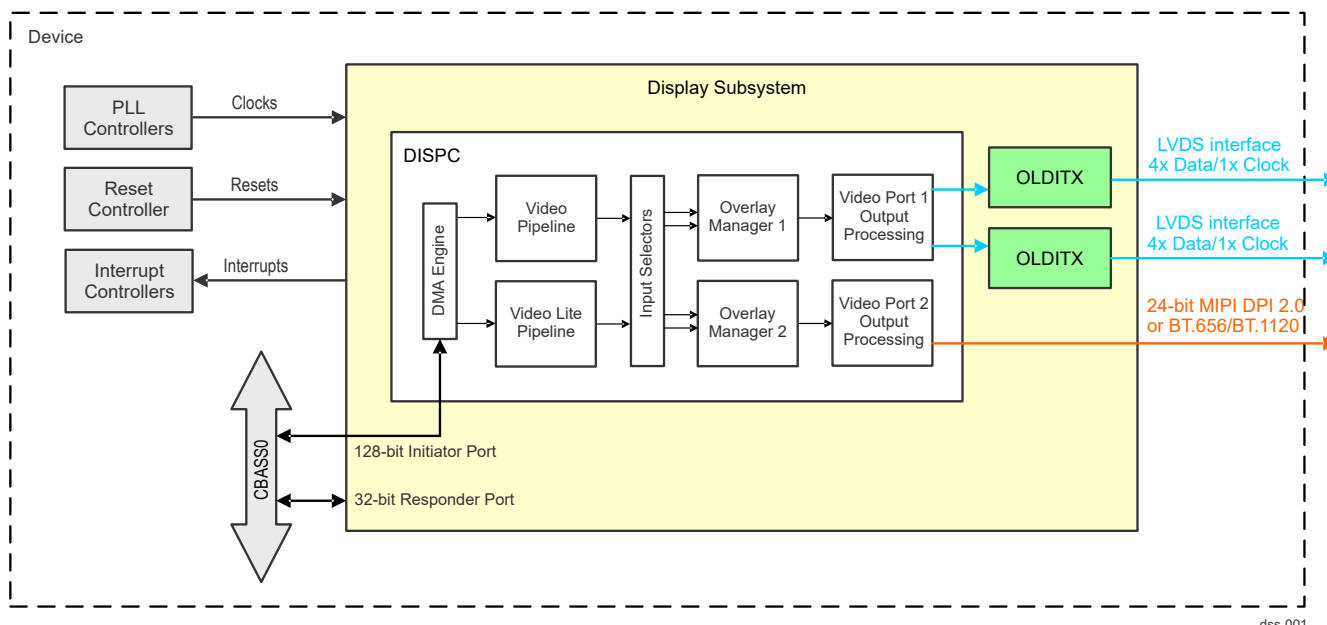 Device
Display Subsystem
PLL
Controllers
Clocks
Reset
Controller
Resets
Interrupt
Controllers
Interrupts
DISPC
DMA Engine
Video
Pipeline
Video Lite
Pipeline
Input Selectors
Overlay
Manager 1
Overlay
Manager 2
Video Port 1
Output
Processing
Video Port 2
Output
Processing
OLDITX
OLDITX
LVDS interface
4x Data/1x Clock
LVDS interface
4x Data/1x Clock
24-bit MIPI DPI 2.0
or BT.656/BT.1120
CBASS0
128-bit Initiator Port
32-bit Responder Port
dss-001